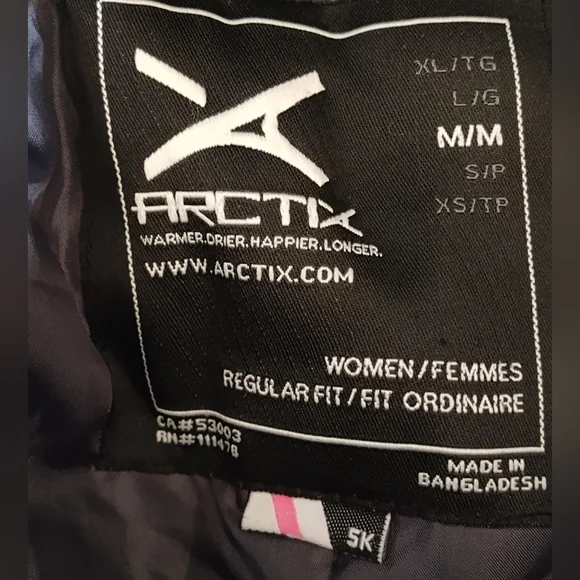 XL/TG
L/G
M/M
S/P
XS/TP
ARCTIX
WARMER.DRIER.HAPPIER.LONGER.
WWW.ARCTIX.COM
WOMEN/FEMMES
REGULAR FIT/FIT ORDINAIRE
CA#53003
RN#111478
MADE IN
BANGLADESH
5K